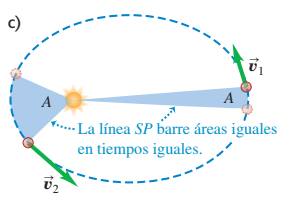 c)
v⃗₁
A
A
La línea SP barre áreas iguales
en tiempos iguales.
v⃗₂